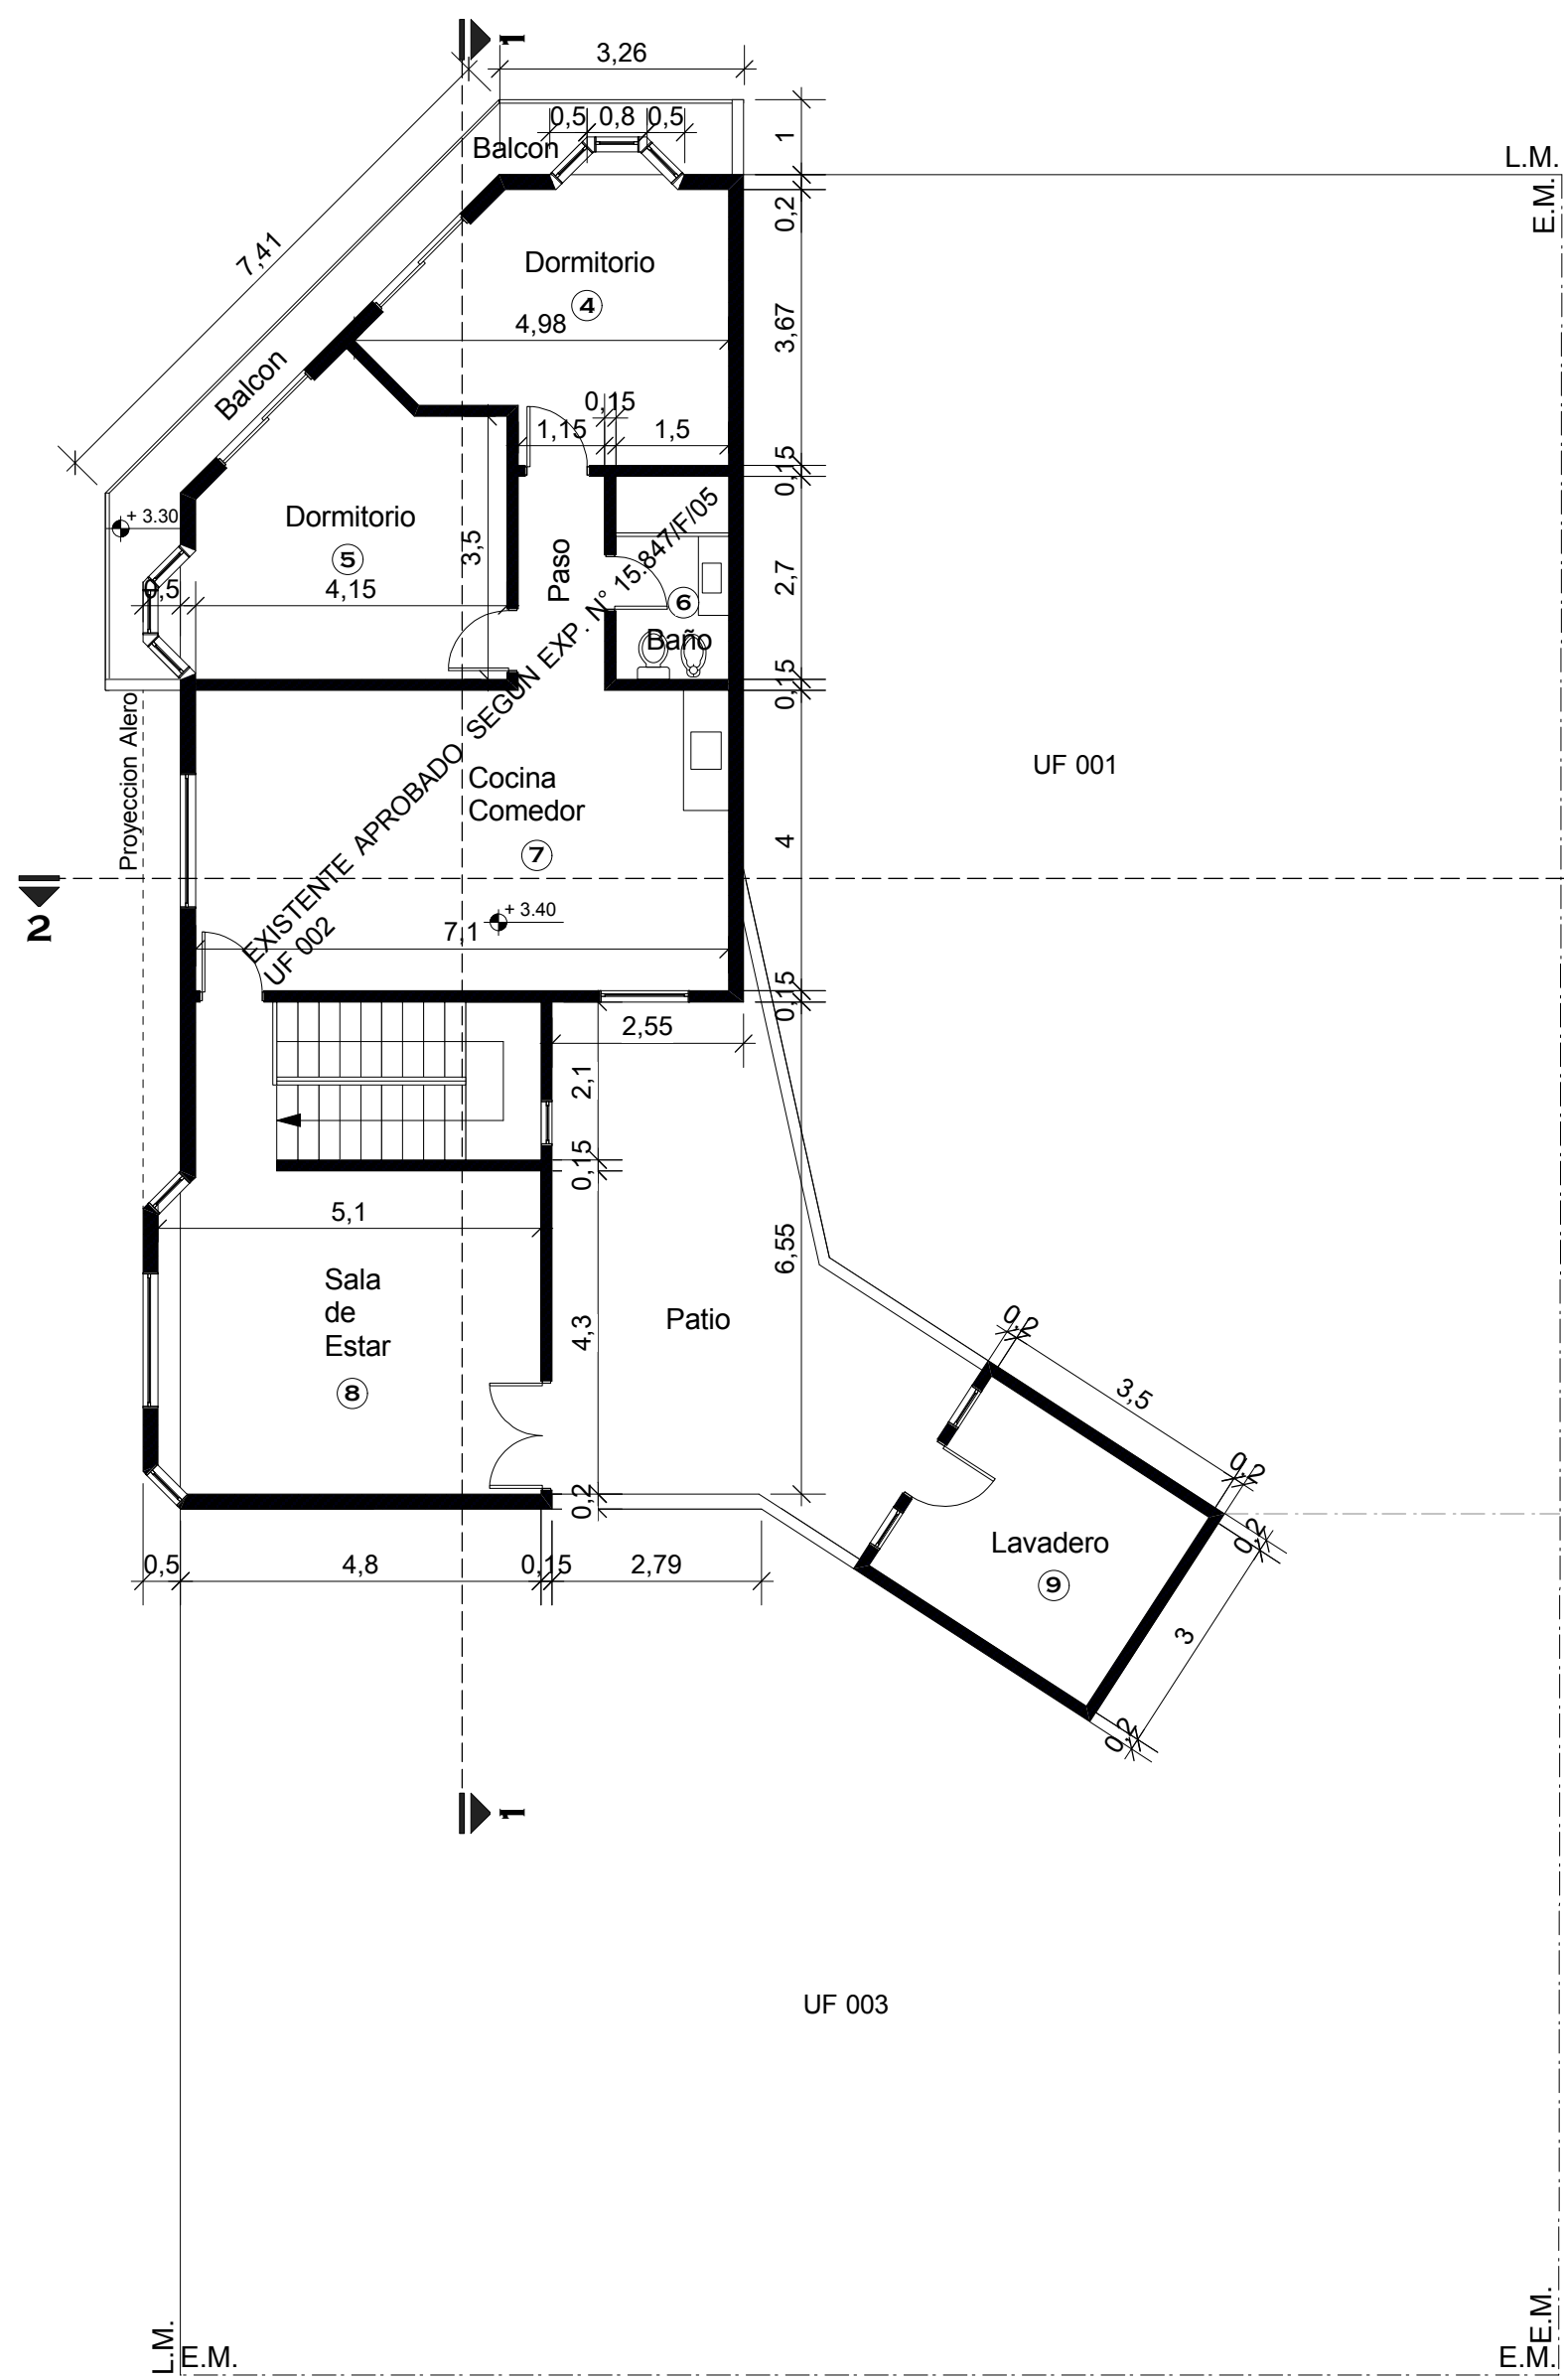 1
3,26
0,5
0,8
0,5
Balcon
1
L.M.
E.M.
0,2
7,41
Dormitorio
4
4,98
3,67
Balcon
0,15
1,15
1,5
0,15
+ 3.30
Dormitorio
5
3,5
Paso
0,5
4,15
6
Baño
2,7
0,15
Proyeccion Alero
EXISTENTE APROBADO SEGUN EXP. N° 15.847/F/05
UF 002
Cocina
Comedor
7
UF 001
4
2
+ 3.40
7,1
0,15
2,55
2,1
0,15
5,1
6,55
Sala
de
Estar
8
4,3
Patio
0,2
3,5
0,2
0,2
Lavadero
9
0,2
3
0,2
0,5
4,8
0,15
2,79
1
UF 003
L.M.
E.M.
E.M.
E.M.